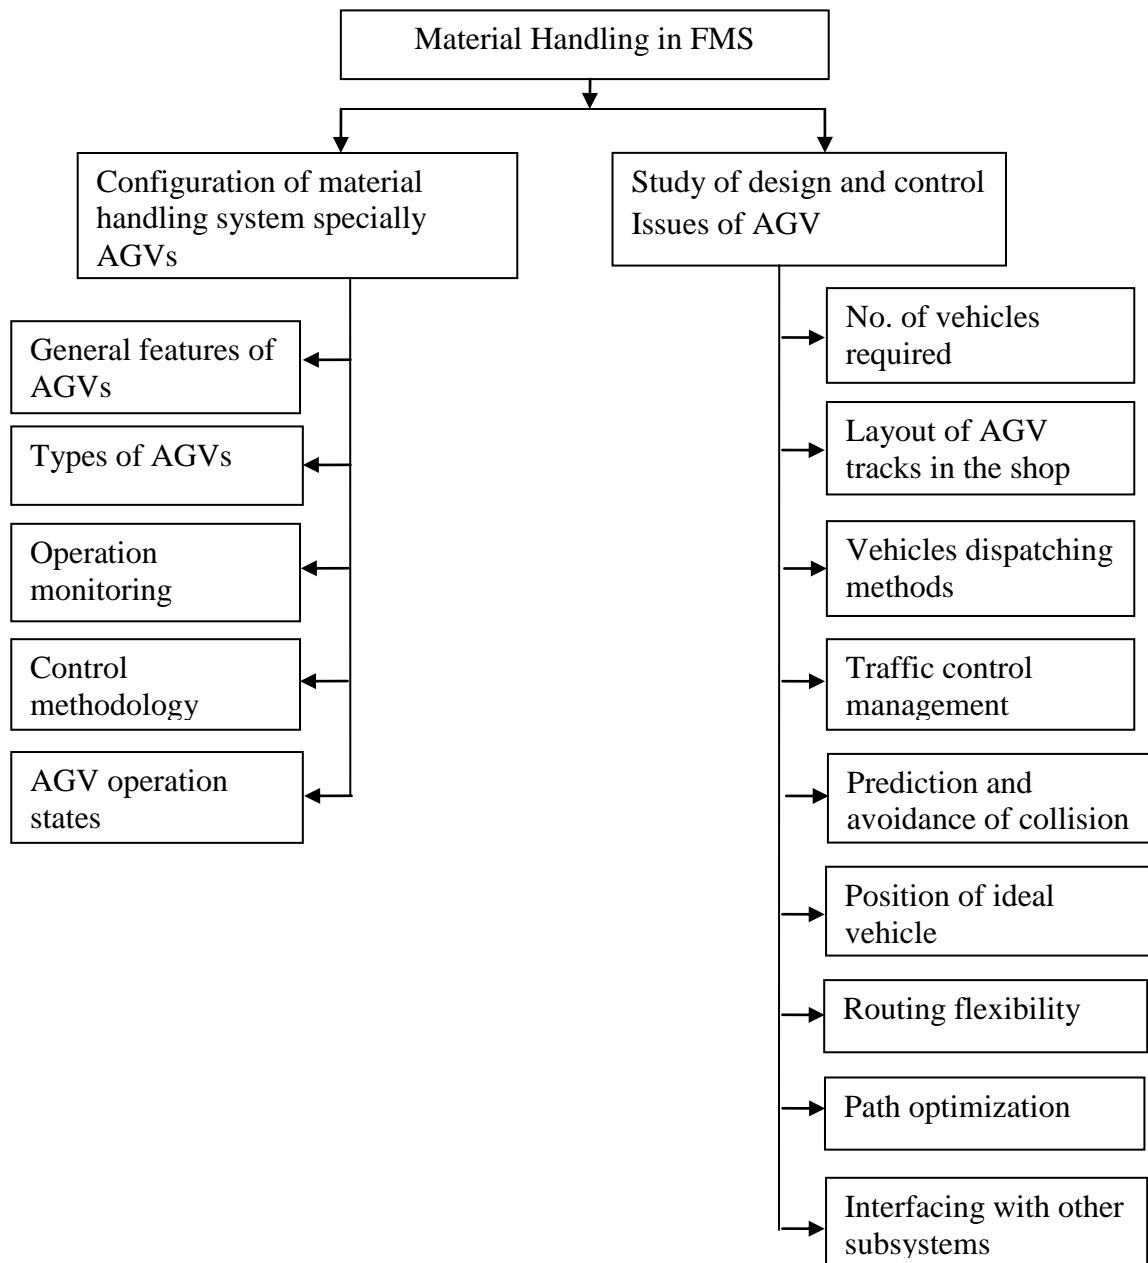 Material Handling in FMS
Configuration of material
handling system specially
AGVs
Study of design and control
Issues of AGV
General features of
AGVs
Types of AGVs
Operation
monitoring
Control
methodology
AGV operation
states
No. of vehicles
required
Layout of AGV
tracks in the shop
Vehicles dispatching
methods
Traffic control
management
Prediction and
avoidance of collision
Position of ideal
vehicle
Routing flexibility
Path optimization
Interfacing with other
subsystems